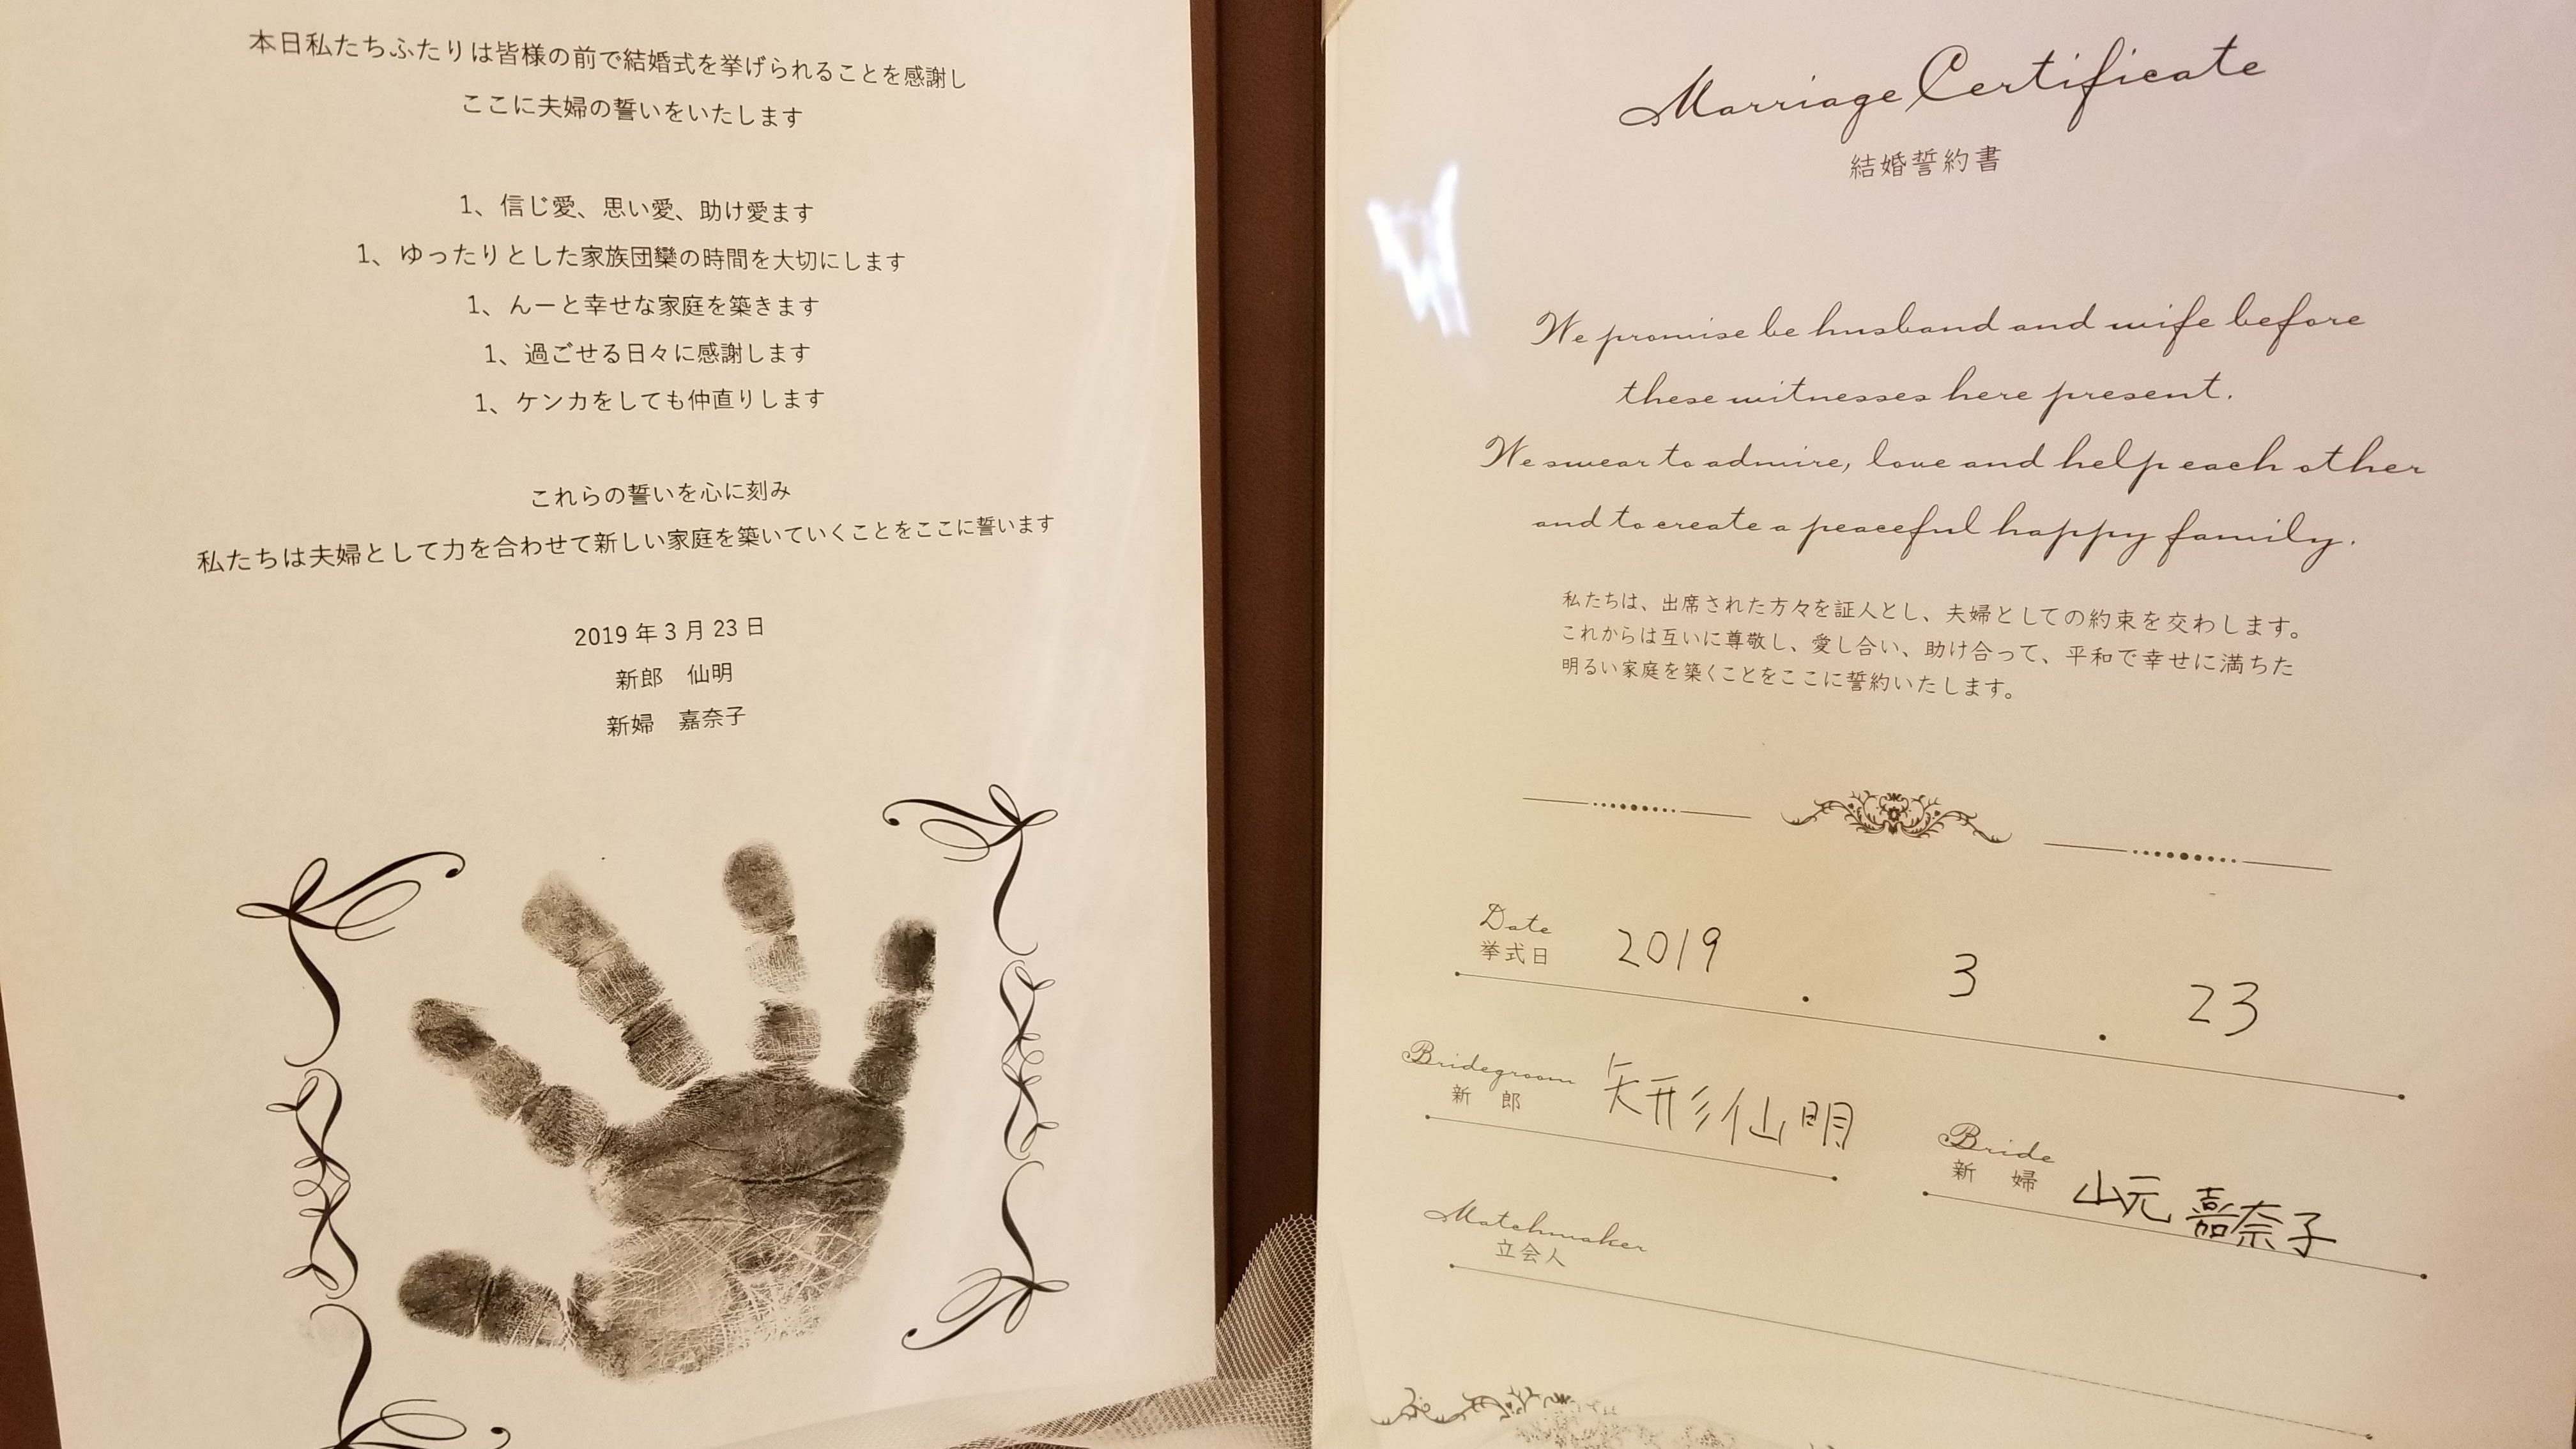 本日私たちふたりは皆様の前で結婚式を挙げられることを感謝し
ここに夫婦の誓いをいたします
1、信じ愛、思い愛、助け愛ます
1、ゆったりとした家族団欒の時間を大切にします
1、んーと幸せな家庭を築きます
1、過ごせる日々に感謝します
1、ケンカをしても仲直りします
これらの誓いを心に刻み
私たちは夫婦として力を合わせて新しい家庭を築いていくことをここに誓います
2019年3月23日
新郎 仙明
新婦 嘉奈子
Marriage Certificate
結婚誓約書
We promise be husband and wife before
these witnesses here present.
We swear to admire, love and help each other
and to create a peaceful happy family.
私たちは、出席された方々を証人とし、夫婦としての約束を交わします。
これからは互いに尊敬し、愛し合い、助け合って、平和で幸せに満ちた
明るい家庭を築くことをここに誓約いたします。
Date
挙式日 2019 . 3 . 23
Bridegroom
新郎 矢形仙明
Bride
新婦 山元嘉奈子
Matchmaker
立会人